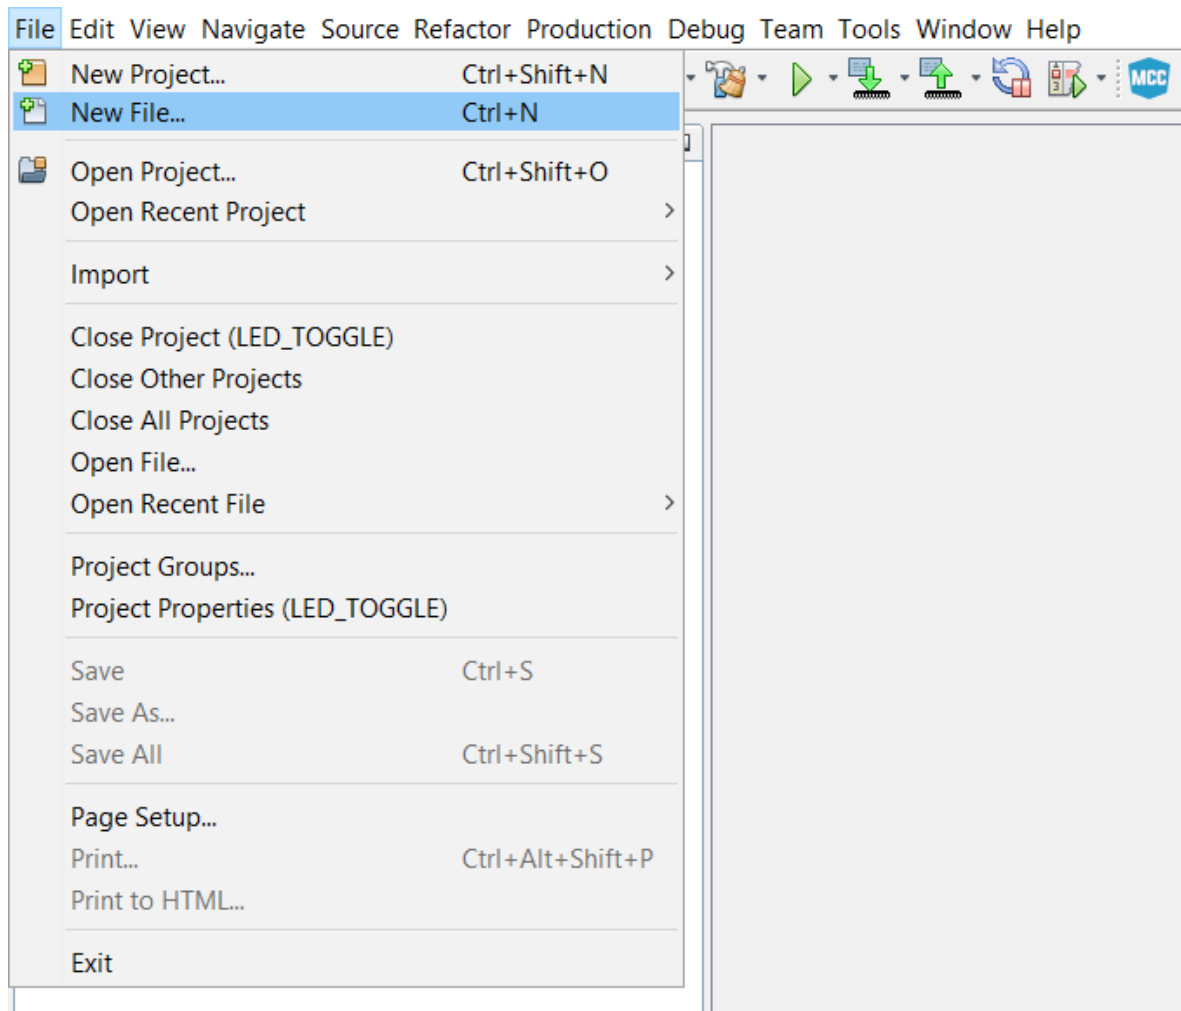 File Edit View Navigate Source Refactor Production Debug Team Tools Window Help
New Project... Ctrl+Shift+N
New File... Ctrl+N
Open Project... Ctrl+Shift+O
Open Recent Project
Import
Close Project (LED_TOGGLE)
Close Other Projects
Close All Projects
Open File...
Open Recent File
Project Groups...
Project Properties (LED_TOGGLE)
Save Ctrl+S
Save As...
Save All Ctrl+Shift+S
Page Setup...
Print... Ctrl+Alt+Shift+P
Print to HTML...
Exit
MCC